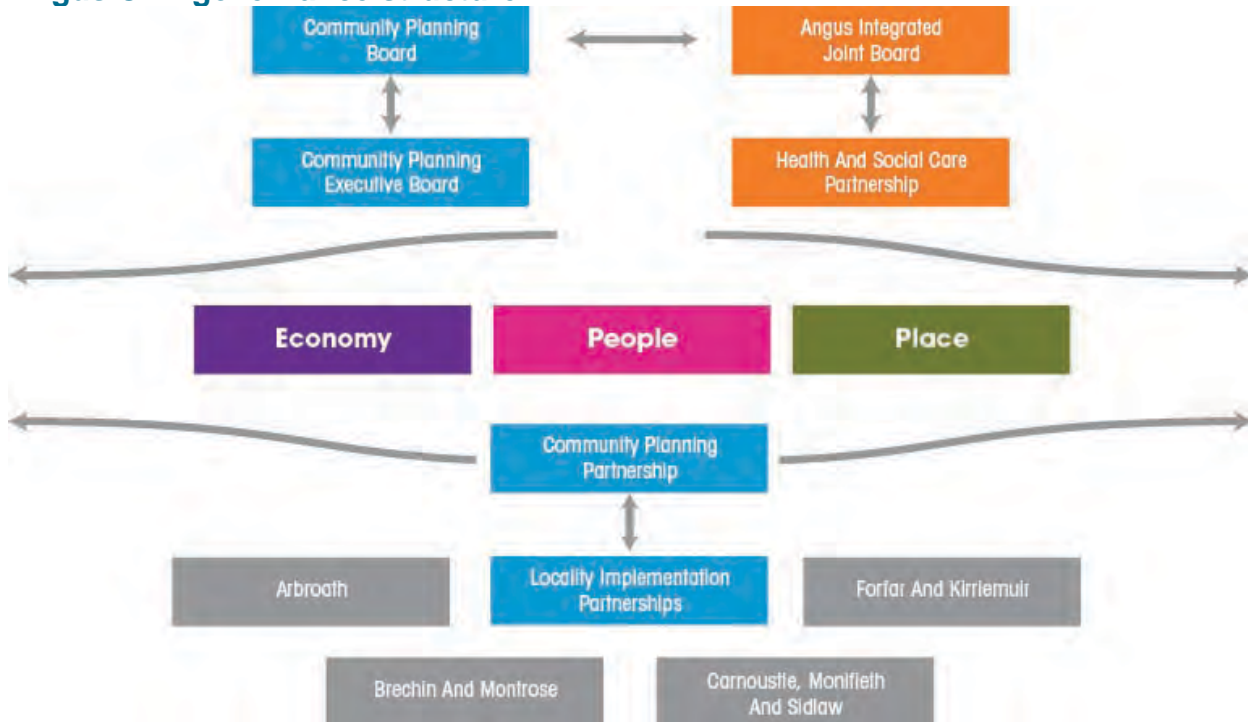 Community Planning
Board
Angus Integrated
Joint Board
Communitiy Planning
Executive Board
Health And Social Care
Partnership
Economy
People
Place
Community Planning
Partnership
Arbroath
Locality Implementation
Partnerships
Forfar And Kirriemuir
Brechin And Montrose
Carnoustie, Monifieth
And Sidlaw